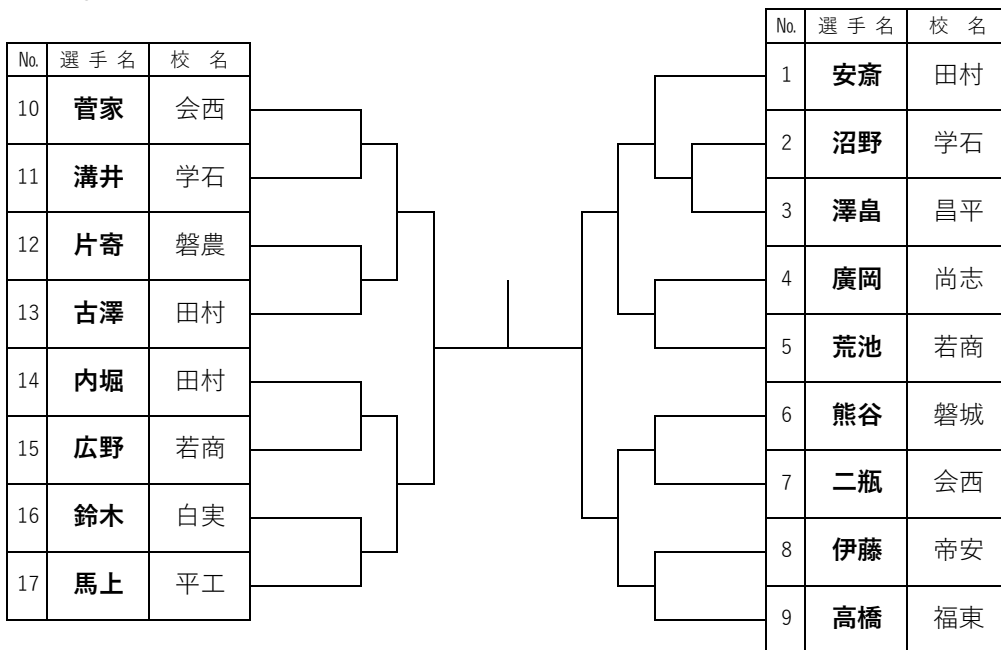 № 選手名 校名
10 菅家 会西
11 溝井 学石
12 片寄 磐農
13 古澤 田村
14 内堀 田村
15 広野 若商
16 鈴木 白実
17 馬上 平工
№ 選手名 校名
1 安斎 田村
2 沼野 学石
3 澤畠 昌平
4 廣岡 尚志
5 荒池 若商
6 熊谷 磐城
7 二瓶 会西
8 伊藤 帝安
9 高橋 福東